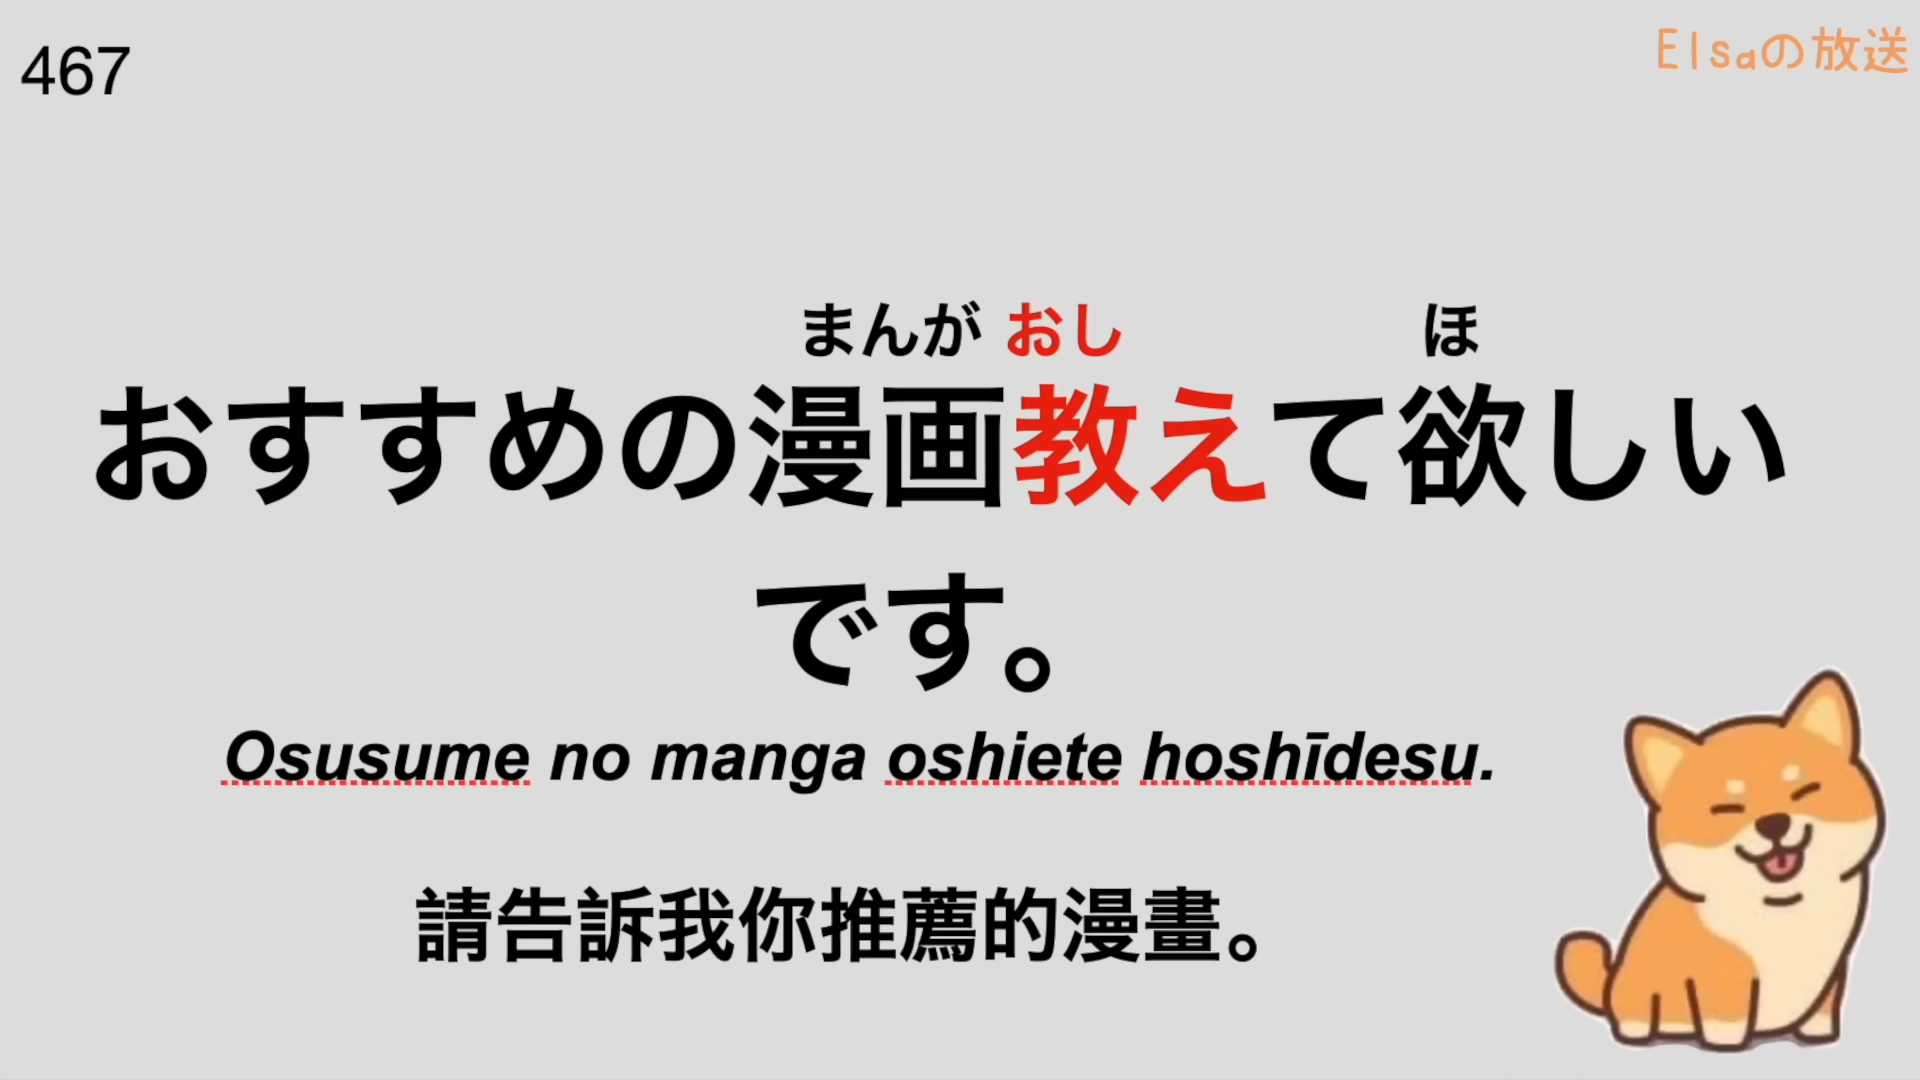 467
Elsaの放送
まんが おし ほ
おすすめの漫画教えて欲しい
です。
Osusume no manga oshiete hoshīdesu.
請告訴我你推薦的漫畫。